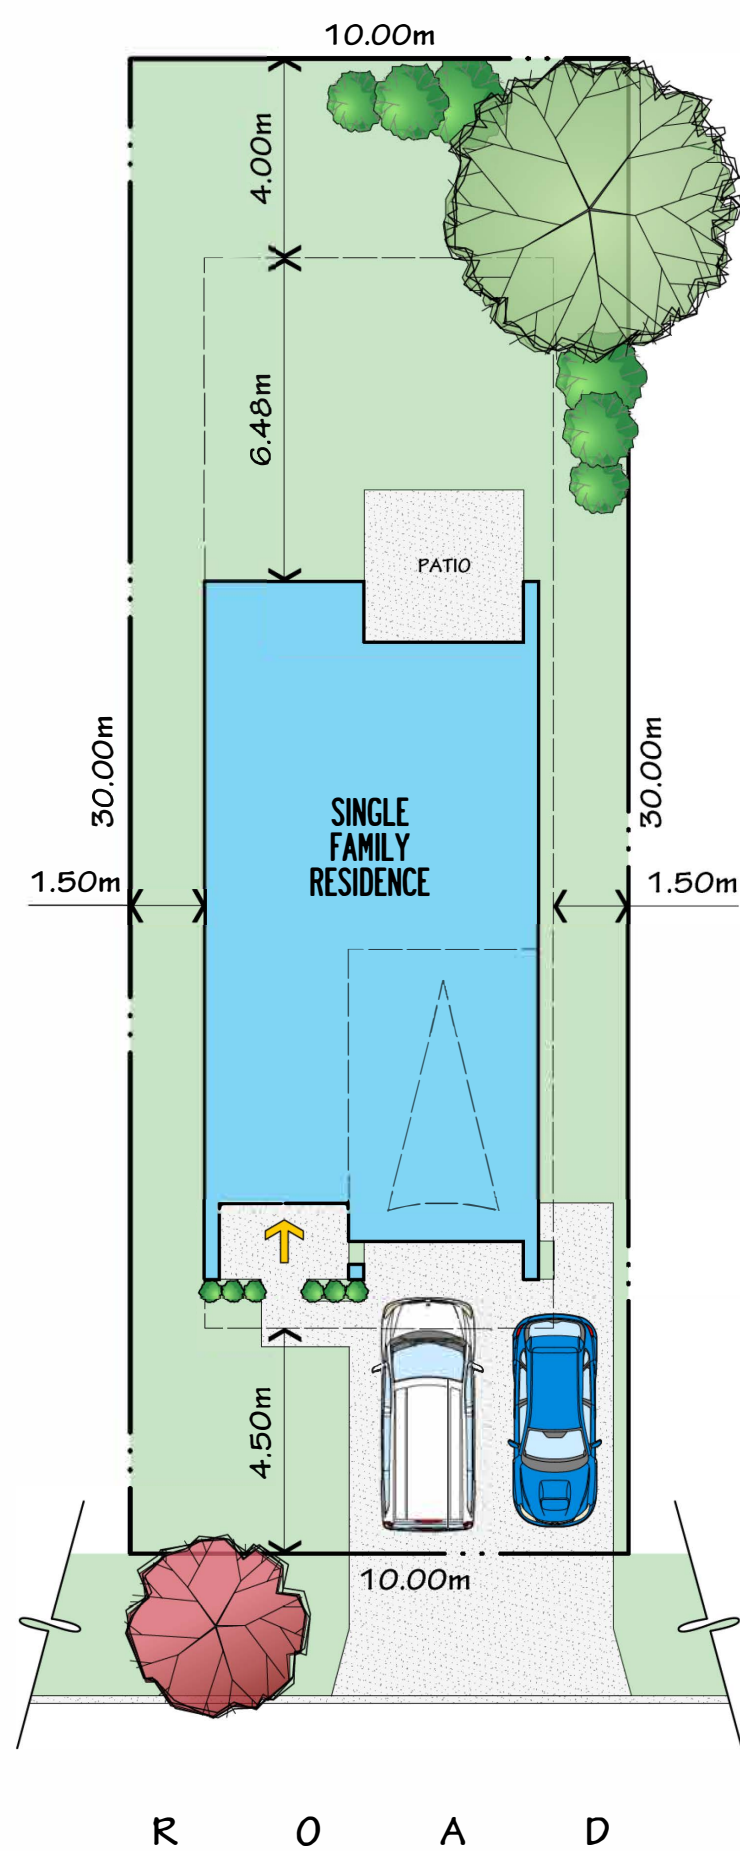 10.00m
4.00m
6.48m
PATIO
30.00m
30.00m
SINGLE
FAMILY
RESIDENCE
1.50m
1.50m
4.50m
10.00m
R O A D